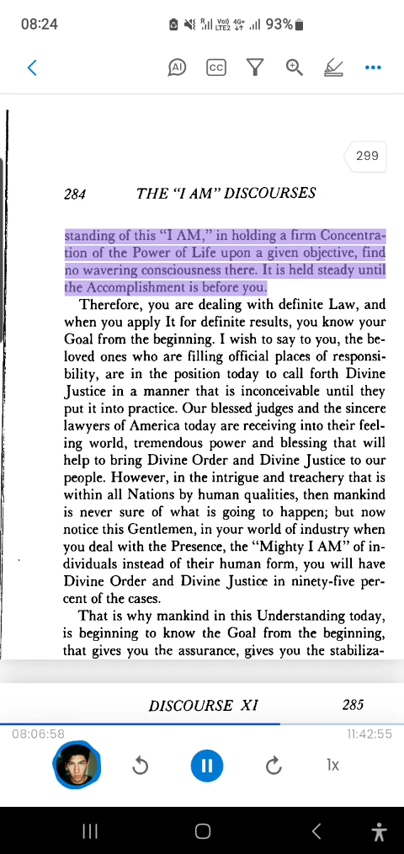 08:24
R VoD 4G+ 93%
LTE2
AI CC
299
284 THE "I AM" DISCOURSES
standing of this "I AM," in holding a firm Concentra-
tion of the Power of Life upon a given objective, find
no wavering consciousness there. It is held steady until
the Accomplishment is before you.
Therefore, you are dealing with definite Law, and
when you apply It for definite results, you know your
Goal from the beginning. I wish to say to you, the be-
loved ones who are filling official places of responsi-
bility, are in the position today to call forth Divine
Justice in a manner that is inconceivable until they
put it into practice. Our blessed judges and the sincere
lawyers of America today are receiving into their feel-
ing world, tremendous power and blessing that will
help to bring Divine Order and Divine Justice to our
people. However, in the intrigue and treachery that is
within all Nations by human qualities, then mankind
is never sure of what is going to happen; but now
notice this Gentlemen, in your world of industry when
you deal with the Presence, the "Mighty I AM" of in-
dividuals instead of their human form, you will have
Divine Order and Divine Justice in ninety-five per-
cent of the cases.
That is why mankind in this Understanding today,
is beginning to know the Goal from the beginning,
that gives you the assurance, gives you the stabiliza-
DISCOURSE XI 285
08:06:58 11:42:55
1x